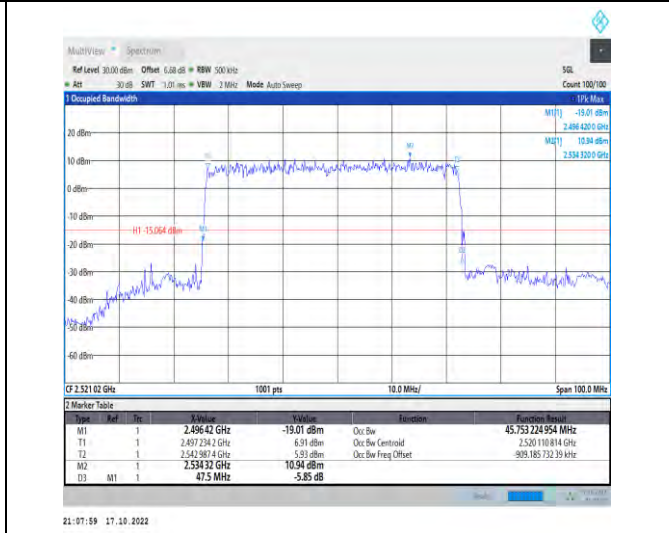 MultiView Spectrum
Ref Level 30.00 dBm Offset 6.68 dB RBW 500 kHz SGL
Att 30 dB SWT 1.01 ms VBW 2 MHz Mode Auto Sweep Count 100/100
1 Occupied Bandwidth 1Pk Max
M1[1] -19.01 dBm
2.496 420 0 GHz
M2[1] 10.94 dBm
2.534 320 0 GHz
20 dBm
10 dBm
0 dBm
-10 dBm
H1 -15.064 dBm
-20 dBm
-30 dBm
-40 dBm
-50 dBm
-60 dBm
CF 2.521 02 GHz 1001 pts 10.0 MHz/ Span 100.0 MHz
2 Marker Table
Type Ref Trc X-Value Y-Value Function Function Result
M1 1 2.496 42 GHz -19.01 dBm Occ Bw 45.753 224 954 MHz
T1 1 2.497 234 2 GHz 6.91 dBm Occ Bw Centroid 2.520 110 814 GHz
T2 1 2.542 987 4 GHz 5.93 dBm Occ Bw Freq Offset -909.185 732 39 kHz
M2 1 2.534 32 GHz 10.94 dBm
D3 M1 1 47.5 MHz -5.85 dB
21:07:59 17.10.2022